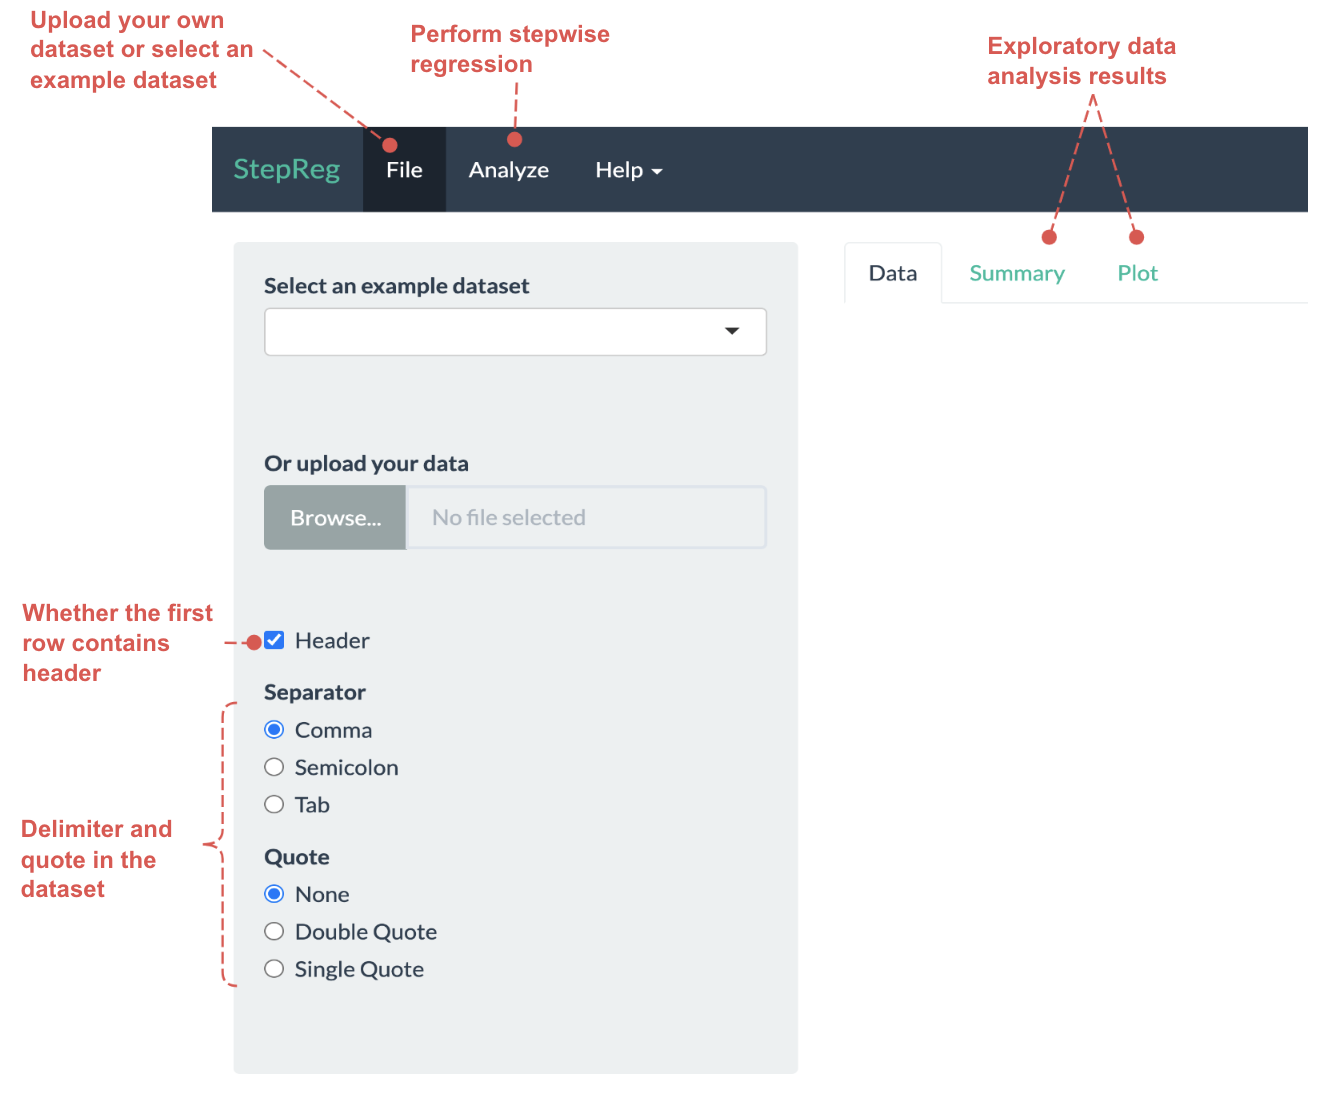 Upload your own
dataset or select an
example dataset
Perform stepwise
regression
Exploratory data
analysis results
StepReg File Analyze Help
Select an example dataset
Data Summary Plot
Or upload your data
Browse... No file selected
Whether the first
row contains
header
Header
Separator
Comma
Semicolon
Tab
Delimiter and
quote in the
dataset
Quote
None
Double Quote
Single Quote